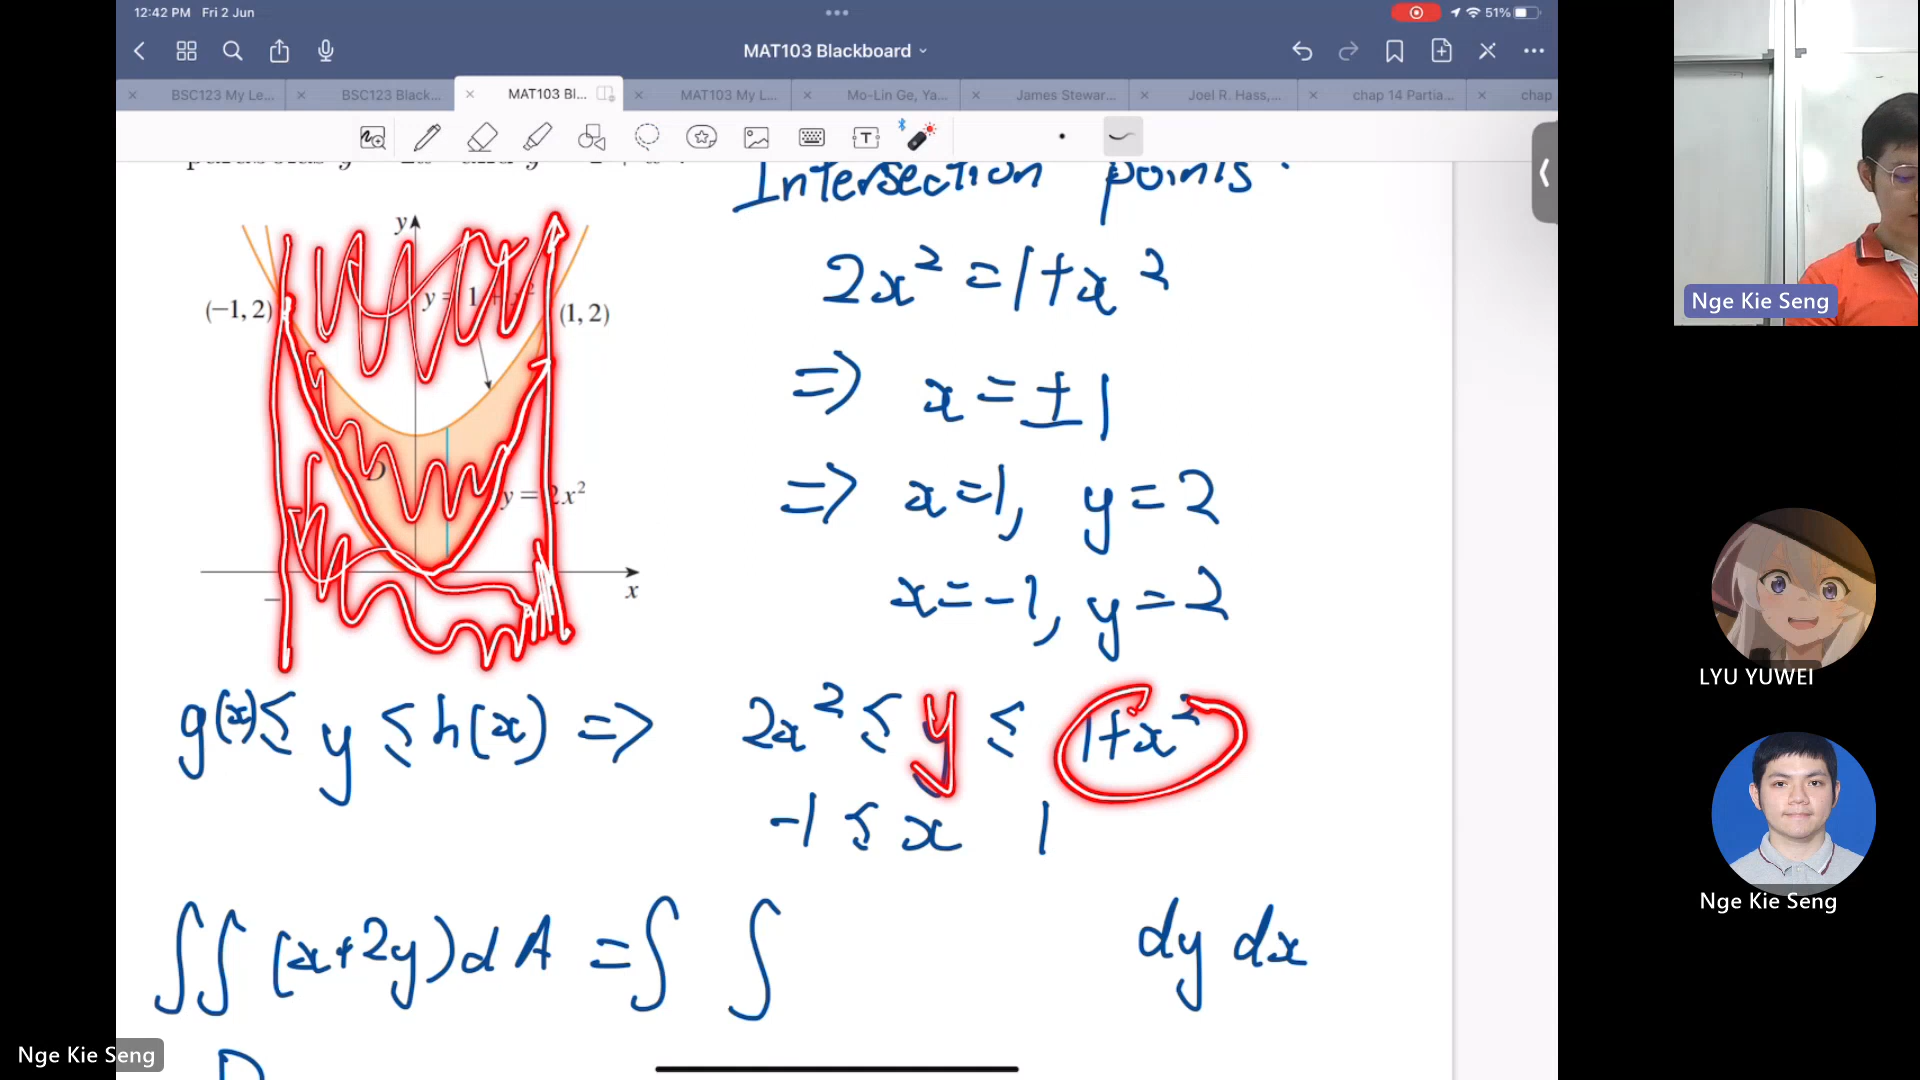 12:42 PM Fri 2 Jun
51%
MAT103 Blackboard
BSC123 My Le...
BSC123 Black...
MAT103 Bl...
MAT103 My L...
Mo-Lin Ge, Ya...
James Stewar...
Joel R. Hass,...
chap 14 Partia...
chap
Intersection points:
y
(−1, 2)
y = 1 + x²
(1, 2)
D
y = 2x²
x
2x² = 1 + x²
⇒ x = ±1
⇒ x = 1, y = 2
x = -1, y = 2
g(x) ≤ y ≤ h(x) ⇒ 2x² ≤ y ≤ 1+x²
-1 ≤ x 1
∬ (x+2y) dA = ∫ ∫ dy dx
D
Nge Kie Seng
LYU YUWEI
Nge Kie Seng
Nge Kie Seng